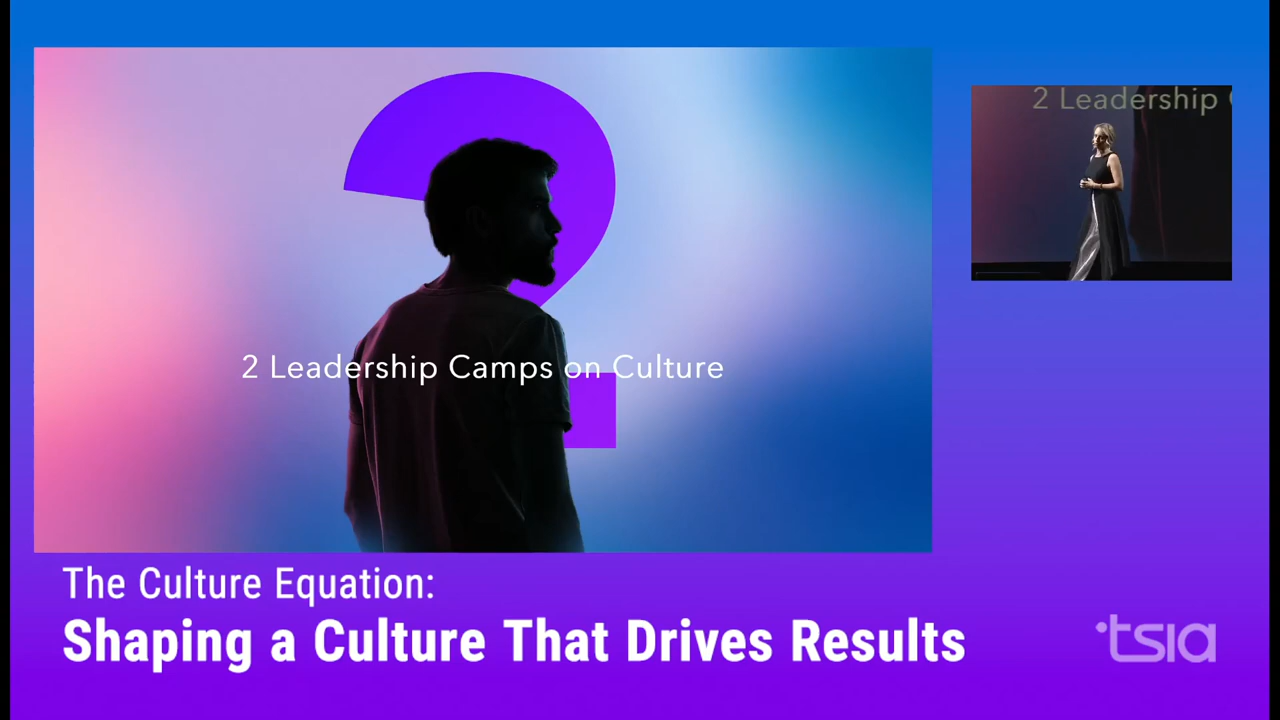 2 Leadership Camps on Culture
2 Leadership
The Culture Equation:
Shaping a Culture That Drives Results
tsia